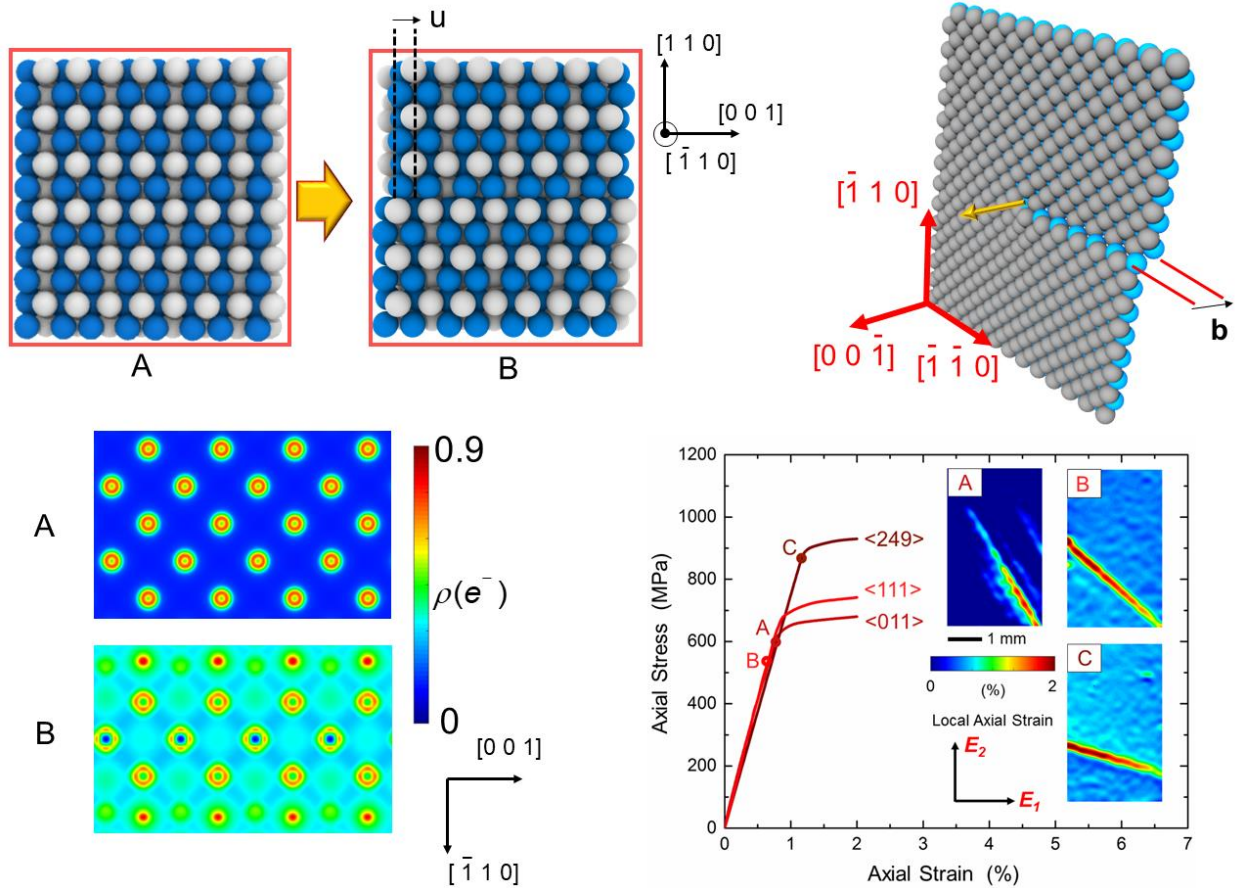 u
A
B
[1 1 0]
[0 0 1]
[1̄ 1 0]
[1̄ 1 0]
[0 0 1̄]
[1̄ 1̄ 0]
b
A
B
0.9
ρ(e⁻)
0
[0 0 1]
[1̄ 1 0]
Axial Stress (MPa)
1200
1000
800
600
400
200
0
0 1 2 3 4 5 6 7
Axial Strain (%)
C
<249>
<111>
<011>
A
B
A
B
C
1 mm
0 2
(%)
Local Axial Strain
E₂
E₁